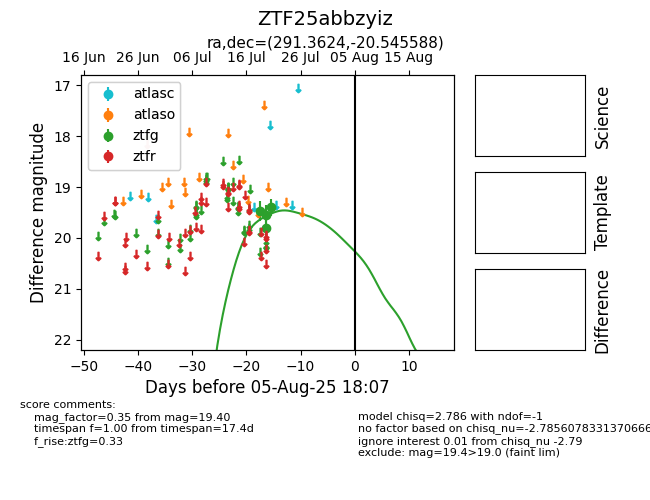 ZTF25abbzyiz
ra,dec=(291.3624,-20.545588)
16 Jun 26 Jun 06 Jul 16 Jul 26 Jul 05 Aug 15 Aug
17
18
19
20
21
22
Difference magnitude
atlasc
atlaso
ztfg
ztfr
−50 −40 −30 −20 −10 0 10
Days before 05-Aug-25 18:07
Science
Template
Difference
score comments:
mag_factor=0.35 from mag=19.40
timespan f=1.00 from timespan=17.4d
f_rise:ztfg=0.33
model chisq=2.786 with ndof=-1
no factor based on chisq_nu=-2.7856078331370666
ignore interest 0.01 from chisq_nu -2.79
exclude: mag=19.4>19.0 (faint lim)